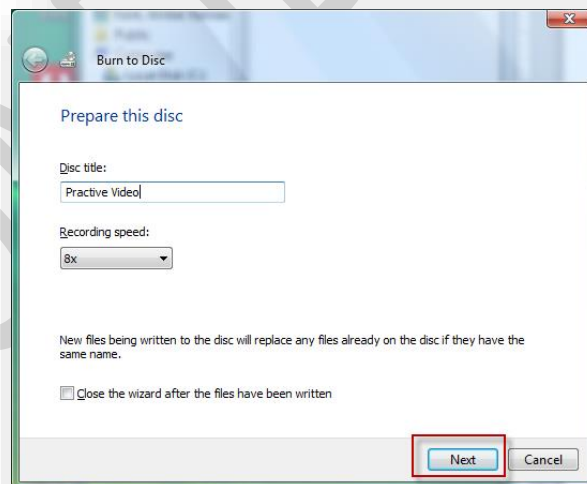 Public
Burn to Disc
Prepare this disc
Disc title:
Practive Video
Recording speed:
8x
New files being written to the disc will replace any files already on the disc if they have the
same name.
Close the wizard after the files have been written
Next
Cancel